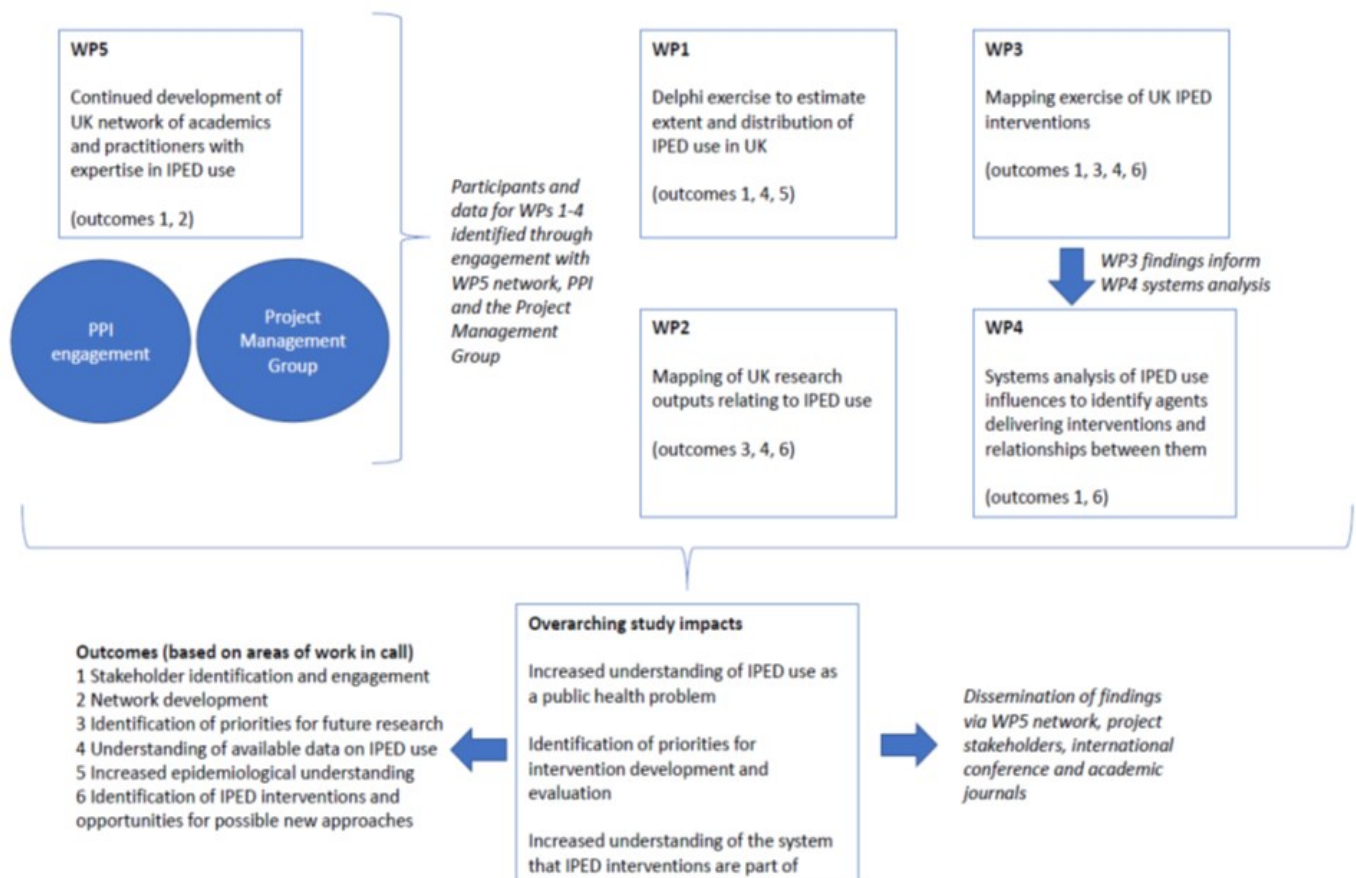 WP5
Continued development of
UK network of academics
and practitioners with
expertise in IPED use
(outcomes 1, 2)
PPI
engagement
Project
Management
Group
Participants and
data for WPs 1-4
identified through
engagement with
WP5 network, PPI
and the Project
Management
Group
WP1
Delphi exercise to estimate
extent and distribution of
IPED use in UK
(outcomes 1, 4, 5)
WP3
Mapping exercise of UK IPED
interventions
(outcomes 1, 3, 4, 6)
WP3 findings inform
WP4 systems analysis
WP2
Mapping of UK research
outputs relating to IPED use
(outcomes 3, 4, 6)
WP4
Systems analysis of IPED use
influences to identify agents
delivering interventions and
relationships between them
(outcomes 1, 6)
Outcomes (based on areas of work in call)
1 Stakeholder identification and engagement
2 Network development
3 Identification of priorities for future research
4 Understanding of available data on IPED use
5 Increased epidemiological understanding
6 Identification of IPED interventions and
opportunities for possible new approaches
Overarching study impacts
Increased understanding of IPED use as
a public health problem
Identification of priorities for
intervention development and
evaluation
Increased understanding of the system
that IPED interventions are part of
Dissemination of findings
via WP5 network, project
stakeholders, international
conference and academic
journals